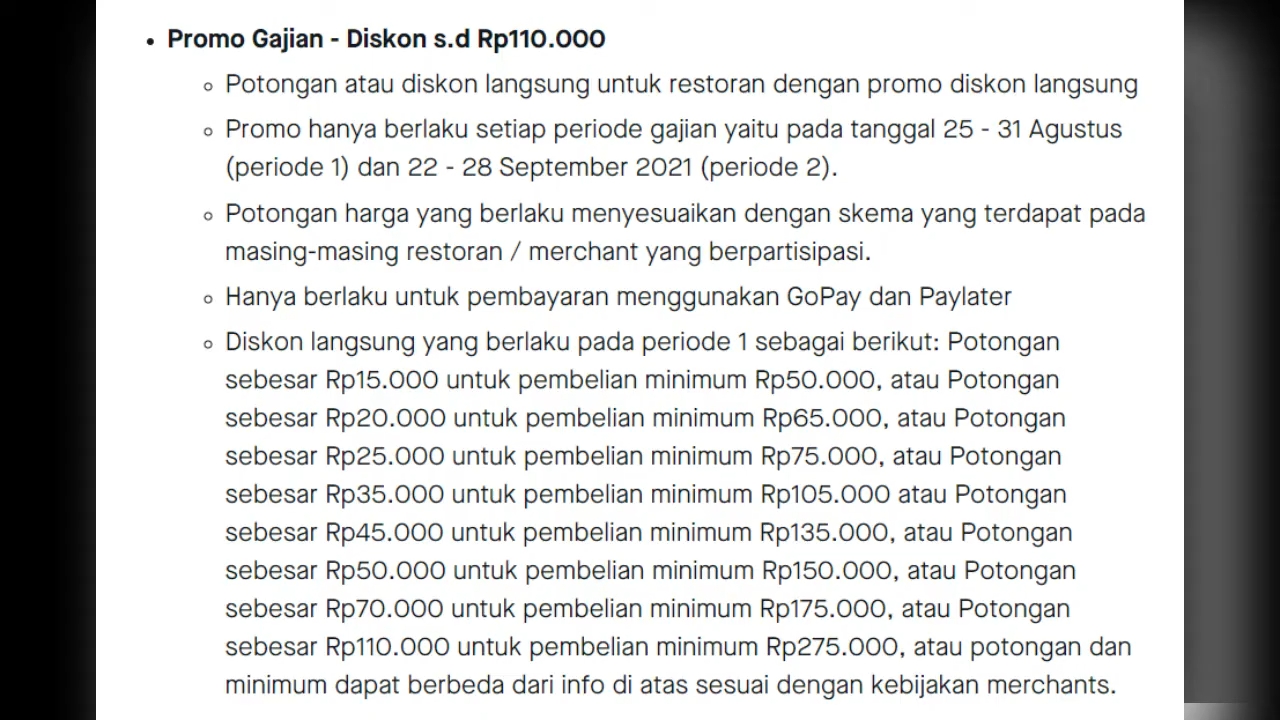 Promo Gajian - Diskon s.d Rp110.000
Potongan atau diskon langsung untuk restoran dengan promo diskon langsung
Promo hanya berlaku setiap periode gajian yaitu pada tanggal 25 - 31 Agustus
(periode 1) dan 22 - 28 September 2021 (periode 2).
Potongan harga yang berlaku menyesuaikan dengan skema yang terdapat pada
masing-masing restoran / merchant yang berpartisipasi.
Hanya berlaku untuk pembayaran menggunakan GoPay dan Paylater
Diskon langsung yang berlaku pada periode 1 sebagai berikut: Potongan
sebesar Rp15.000 untuk pembelian minimum Rp50.000, atau Potongan
sebesar Rp20.000 untuk pembelian minimum Rp65.000, atau Potongan
sebesar Rp25.000 untuk pembelian minimum Rp75.000, atau Potongan
sebesar Rp35.000 untuk pembelian minimum Rp105.000 atau Potongan
sebesar Rp45.000 untuk pembelian minimum Rp135.000, atau Potongan
sebesar Rp50.000 untuk pembelian minimum Rp150.000, atau Potongan
sebesar Rp70.000 untuk pembelian minimum Rp175.000, atau Potongan
sebesar Rp110.000 untuk pembelian minimum Rp275.000, atau potongan dan
minimum dapat berbeda dari info di atas sesuai dengan kebijakan merchants.